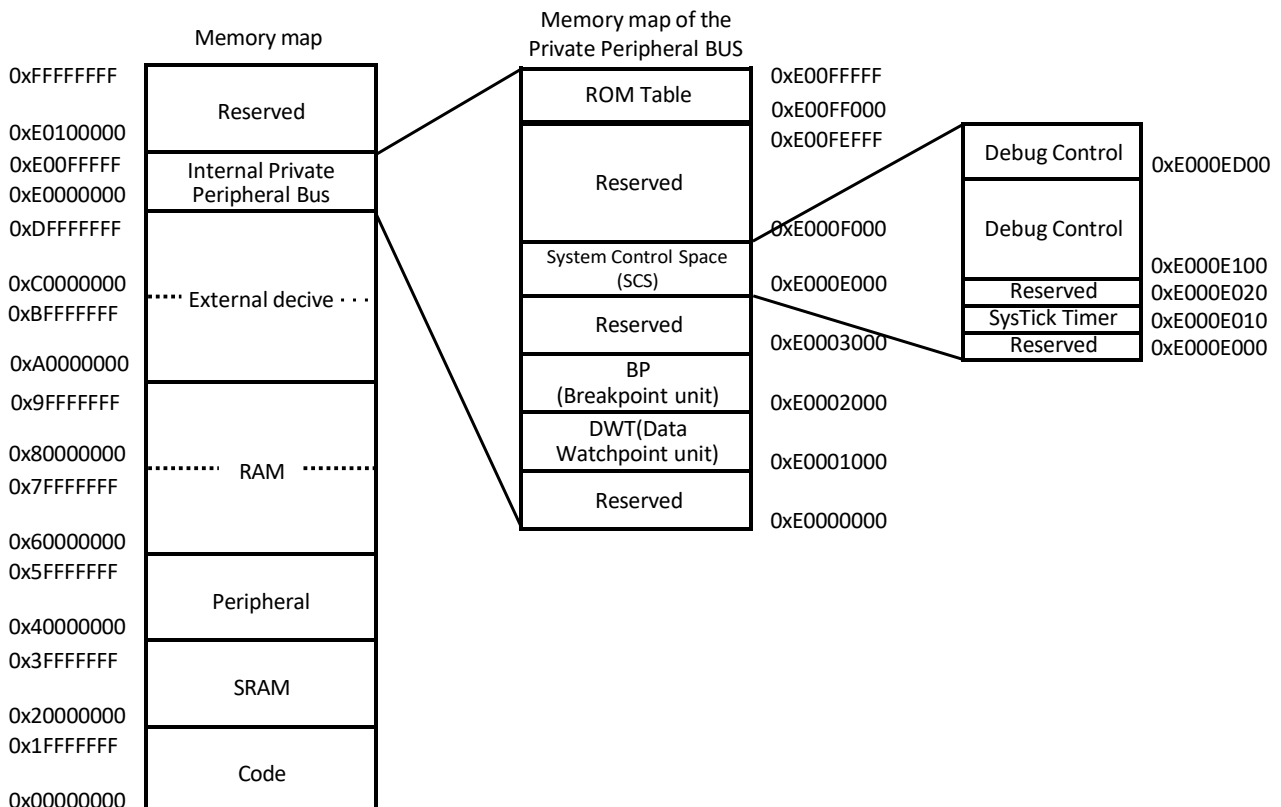 Memory map
0xFFFFFFFF
Reserved
0xE0100000
0xE00FFFFF
Internal Private
Peripheral Bus
0xE0000000
0xDFFFFFFF
0xC0000000
External decive
0xBFFFFFFF
0xA0000000
0x9FFFFFFF
0x80000000
RAM
0x7FFFFFFF
0x60000000
0x5FFFFFFF
Peripheral
0x40000000
0x3FFFFFFF
SRAM
0x20000000
0x1FFFFFFF
Code
0x00000000
Memory map of the
Private Peripheral BUS
ROM Table
0xE00FFFFF
0xE00FF000
0xE00FEFFF
Reserved
0xE000F000
System Control Space
(SCS)
0xE000E000
Reserved
0xE0003000
BP
(Breakpoint unit)
0xE0002000
DWT(Data
Watchpoint unit)
0xE0001000
Reserved
0xE0000000
Debug Control
0xE000ED00
Debug Control
0xE000E100
Reserved
0xE000E020
SysTick Timer
0xE000E010
Reserved
0xE000E000